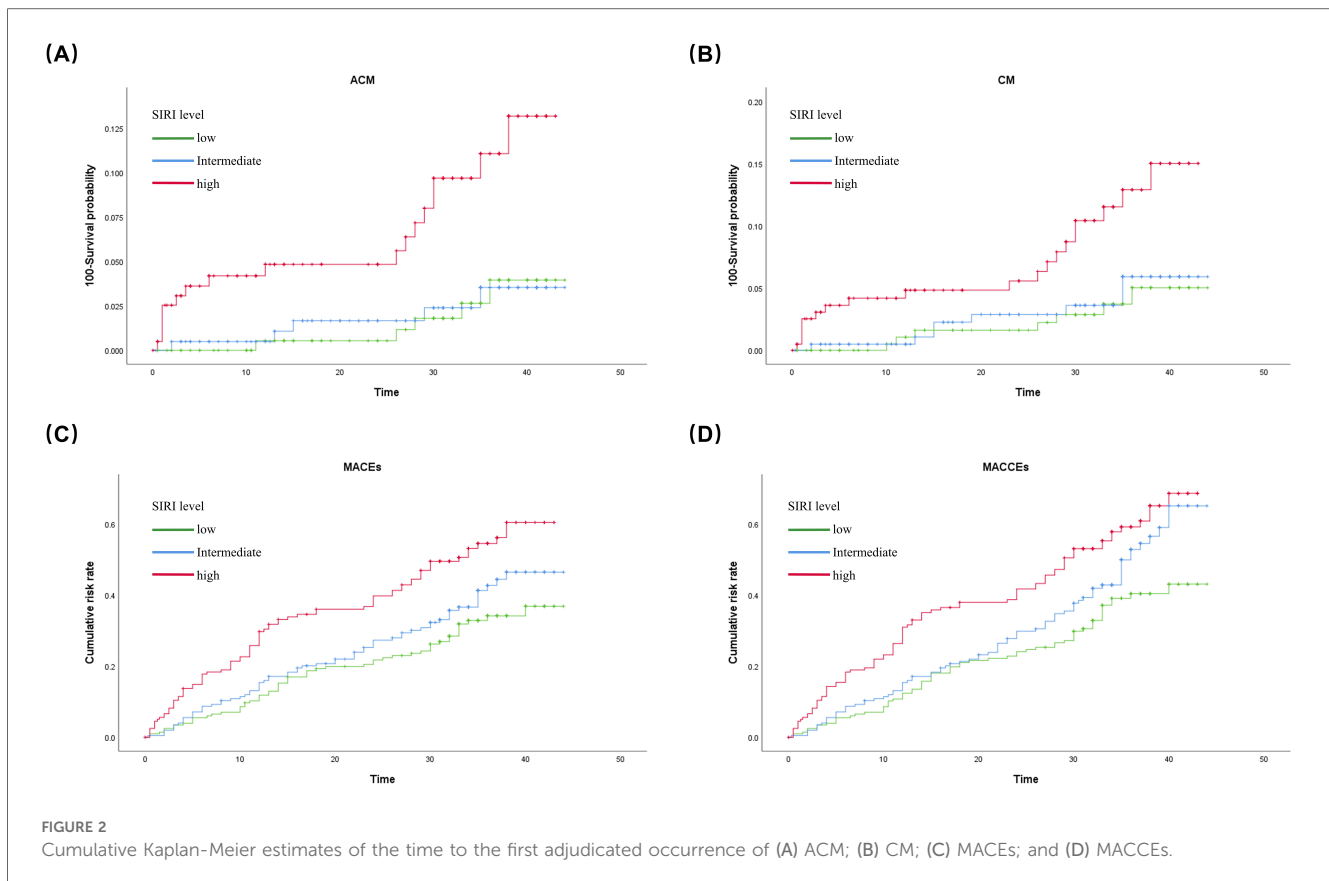 (A)
ACM
SIRI level
low
Intermediate
high
0.125
0.100
0.075
0.050
0.025
0.000
100-Survival probability
0 10 20 30 40 50
Time
(B)
CM
SIRI level
low
Intermediate
high
0.20
0.15
0.10
0.05
0.00
100-Survival probability
0 10 20 30 40 50
Time
(C)
MACEs
SIRI level
low
Intermediate
high
0.6
0.4
0.2
0.0
Cumulative risk rate
0 10 20 30 40 50
Time
(D)
MACCEs
SIRI level
low
Intermediate
high
0.6
0.4
0.2
0.0
Cumulative risk rate
0 10 20 30 40 50
Time
FIGURE 2
Cumulative Kaplan-Meier estimates of the time to the first adjudicated occurrence of (A) ACM; (B) CM; (C) MACEs; and (D) MACCEs.